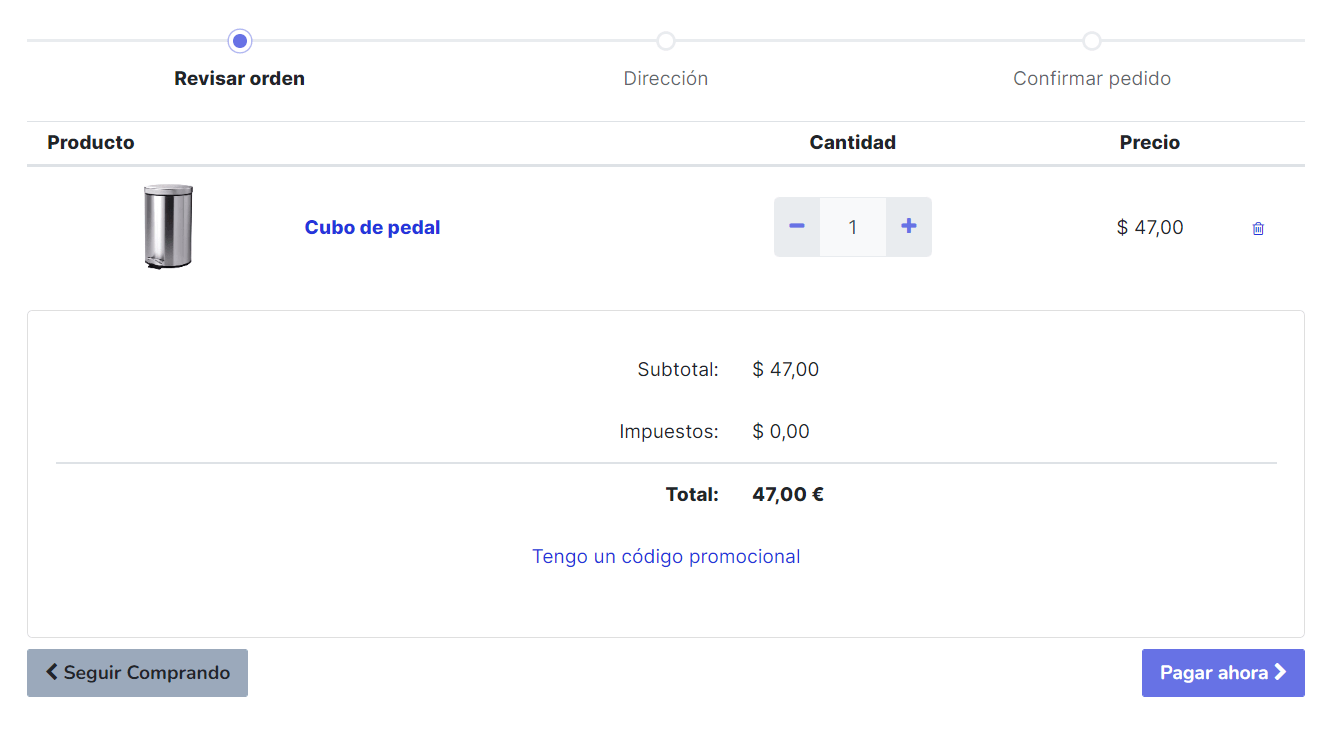 Revisar orden
Dirección
Confirmar pedido
Producto Cantidad Precio
Cubo de pedal 1 $ 47,00
Subtotal: $ 47,00
Impuestos: $ 0,00
Total: 47,00 €
Tengo un código promocional
Seguir Comprando
Pagar ahora